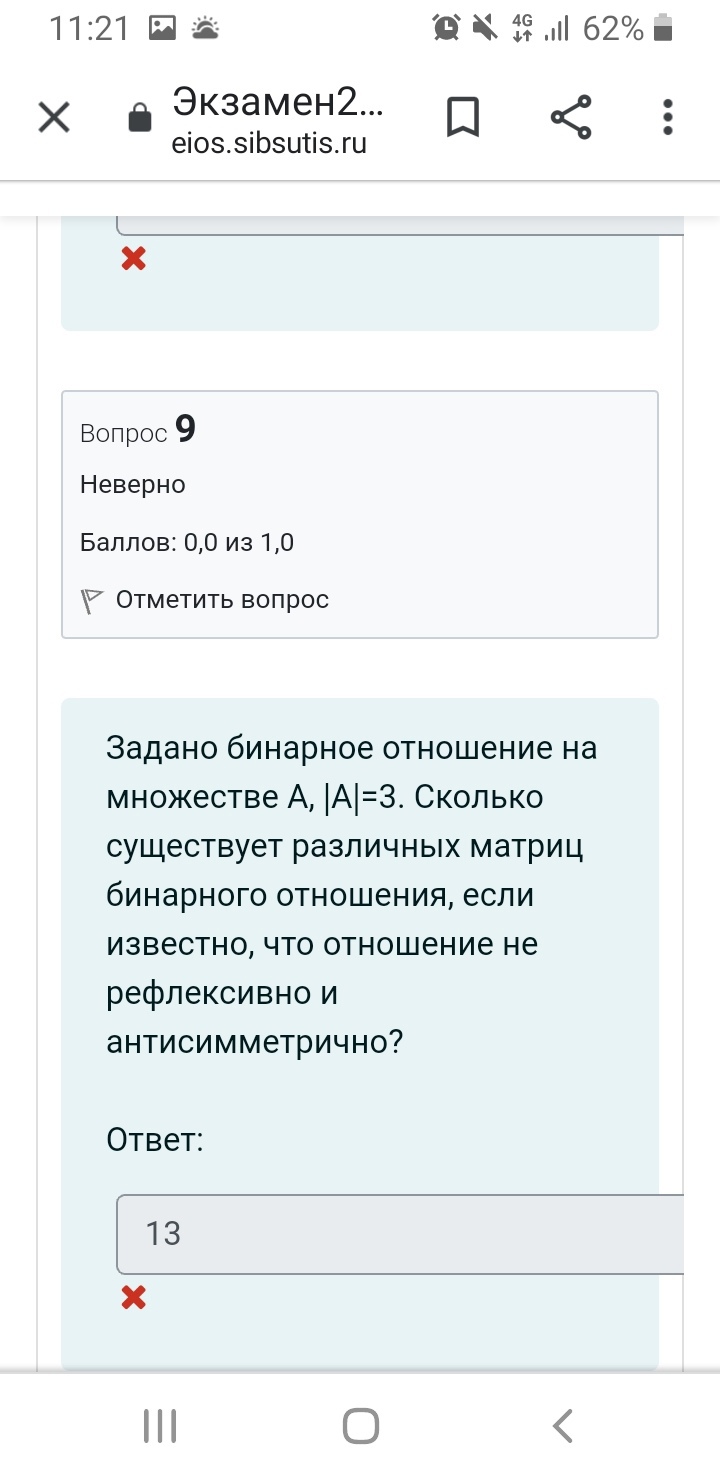 11:21
4G
62%
Экзамен2...
eios.sibsutis.ru
Вопрос 9
Неверно
Баллов: 0,0 из 1,0
Отметить вопрос
Задано бинарное отношение на
множестве A, |A|=3. Сколько
существует различных матриц
бинарного отношения, если
известно, что отношение не
рефлексивно и
антисимметрично?
Ответ:
13